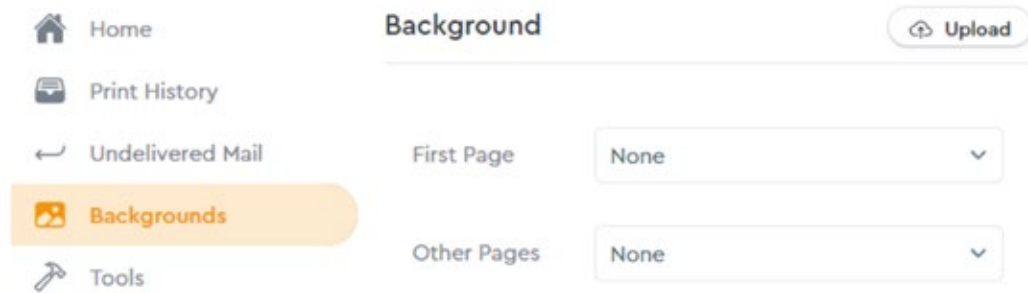 Home
Print History
Undelivered Mail
Backgrounds
Tools
Background
Upload
First Page
None
Other Pages
None